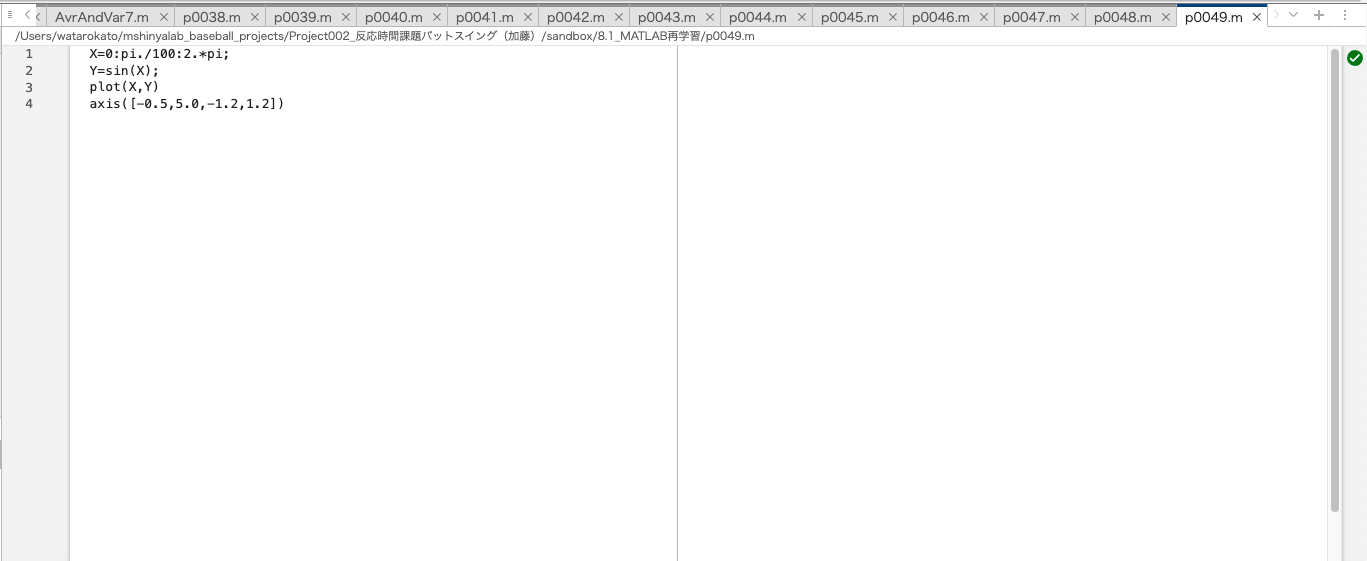 AvrAndVar7.m p0038.m p0039.m p0040.m p0041.m p0042.m p0043.m p0044.m p0045.m p0046.m p0047.m p0048.m p0049.m
/Users/watarokato/mshinyalab_baseball_projects/Project002_反応時間課題バットスイング（加藤）/sandbox/8.1_MATLAB再学習/p0049.m
1 X=0:pi./100:2.*pi;
2 Y=sin(X);
3 plot(X,Y)
4 axis([-0.5,5.0,-1.2,1.2])